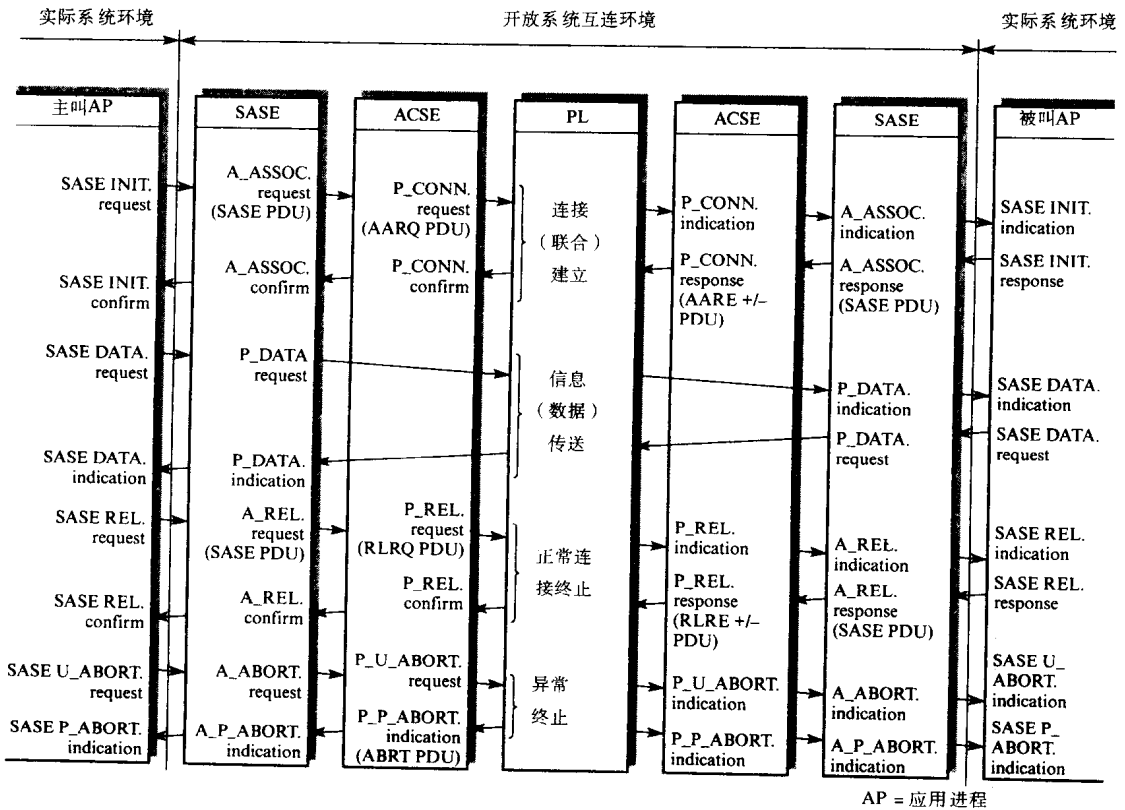 实际系统环境
开放系统互连环境
实际系统环境
主叫AP
SASE
ACSE
PL
ACSE
SASE
被叫AP
SASE INIT.
request
A_ASSOC.
request
(SASE PDU)
P_CONN.
request
(AARQ PDU)
连接
（联合）
建立
P_CONN.
indication
A_ASSOC.
indication
SASE INIT.
indication
SASE INIT.
confirm
A_ASSOC.
confirm
P_CONN.
confirm
P_CONN.
response
(AARE +/–
PDU)
A_ASSOC.
response
(SASE PDU)
SASE INIT.
response
SASE DATA.
request
P_DATA
request
信息
（数据）
传送
P_DATA.
indication
SASE DATA.
indication
SASE DATA.
indication
P_DATA.
indication
P_DATA.
request
SASE DATA.
request
SASE REL.
request
A_REL.
request
(SASE PDU)
P_REL.
request
(RLRQ PDU)
正常连
接终止
P_REL.
indication
A_REL.
indication
SASE REL.
indication
SASE REL.
confirm
A_REL.
confirm
P_REL.
confirm
P_REL.
response
(RLRE +/–
PDU)
A_REL.
response
(SASE PDU)
SASE REL.
response
SASE U_ABORT.
request
A_ABORT.
request
P_U_ABORT.
request
异常
终止
P_U_ABORT.
indication
A_ABORT.
indication
SASE U_
ABORT.
indication
SASE P_ABORT.
indication
A_P_ABORT.
indication
P_P_ABORT.
indication
(ABRT PDU)
P_P_ABORT.
indication
A_P_ABORT.
indication
SASE P_
ABORT.
indication
AP = 应用进程